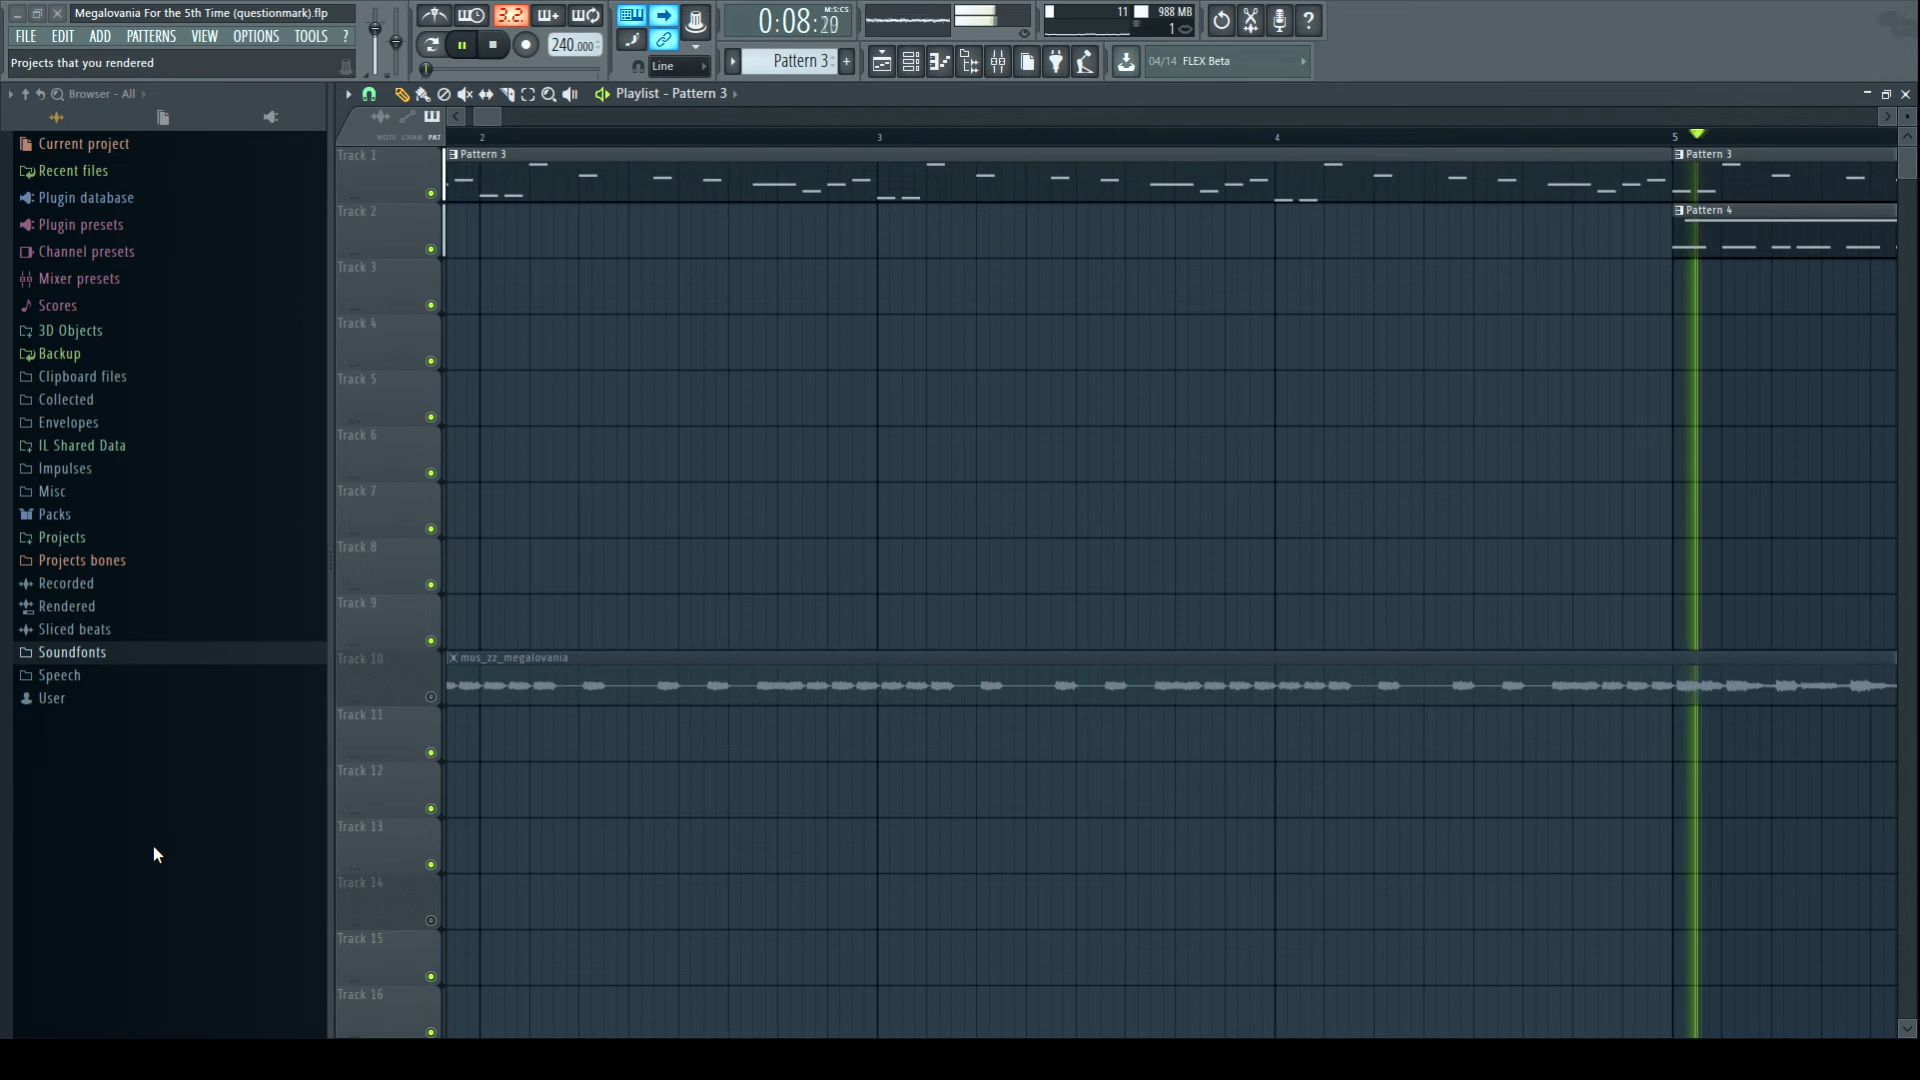 Megalovania For the 5th Time (questionmark).flp
FILE EDIT ADD PATTERNS VIEW OPTIONS TOOLS ?
Projects that you rendered
3.2.
240.000
Line
0:08:20
M:S:CS
Pattern 3
11
988 MB
1
04/14 FLEX Beta
Browser - All
Playlist - Pattern 3
NOTE CHAN PAT
2 3 4 5
Current project
Recent files
Plugin database
Plugin presets
Channel presets
Mixer presets
Scores
3D Objects
Backup
Clipboard files
Collected
Envelopes
IL Shared Data
Impulses
Misc
Packs
Projects
Projects bones
Recorded
Rendered
Sliced beats
Soundfonts
Speech
User
Track 1
Pattern 3
Pattern 3
Track 2
Pattern 4
Track 3
Track 4
Track 5
Track 6
Track 7
Track 8
Track 9
Track 10
mus_zz_megalovania
Track 11
Track 12
Track 13
Track 14
Track 15
Track 16